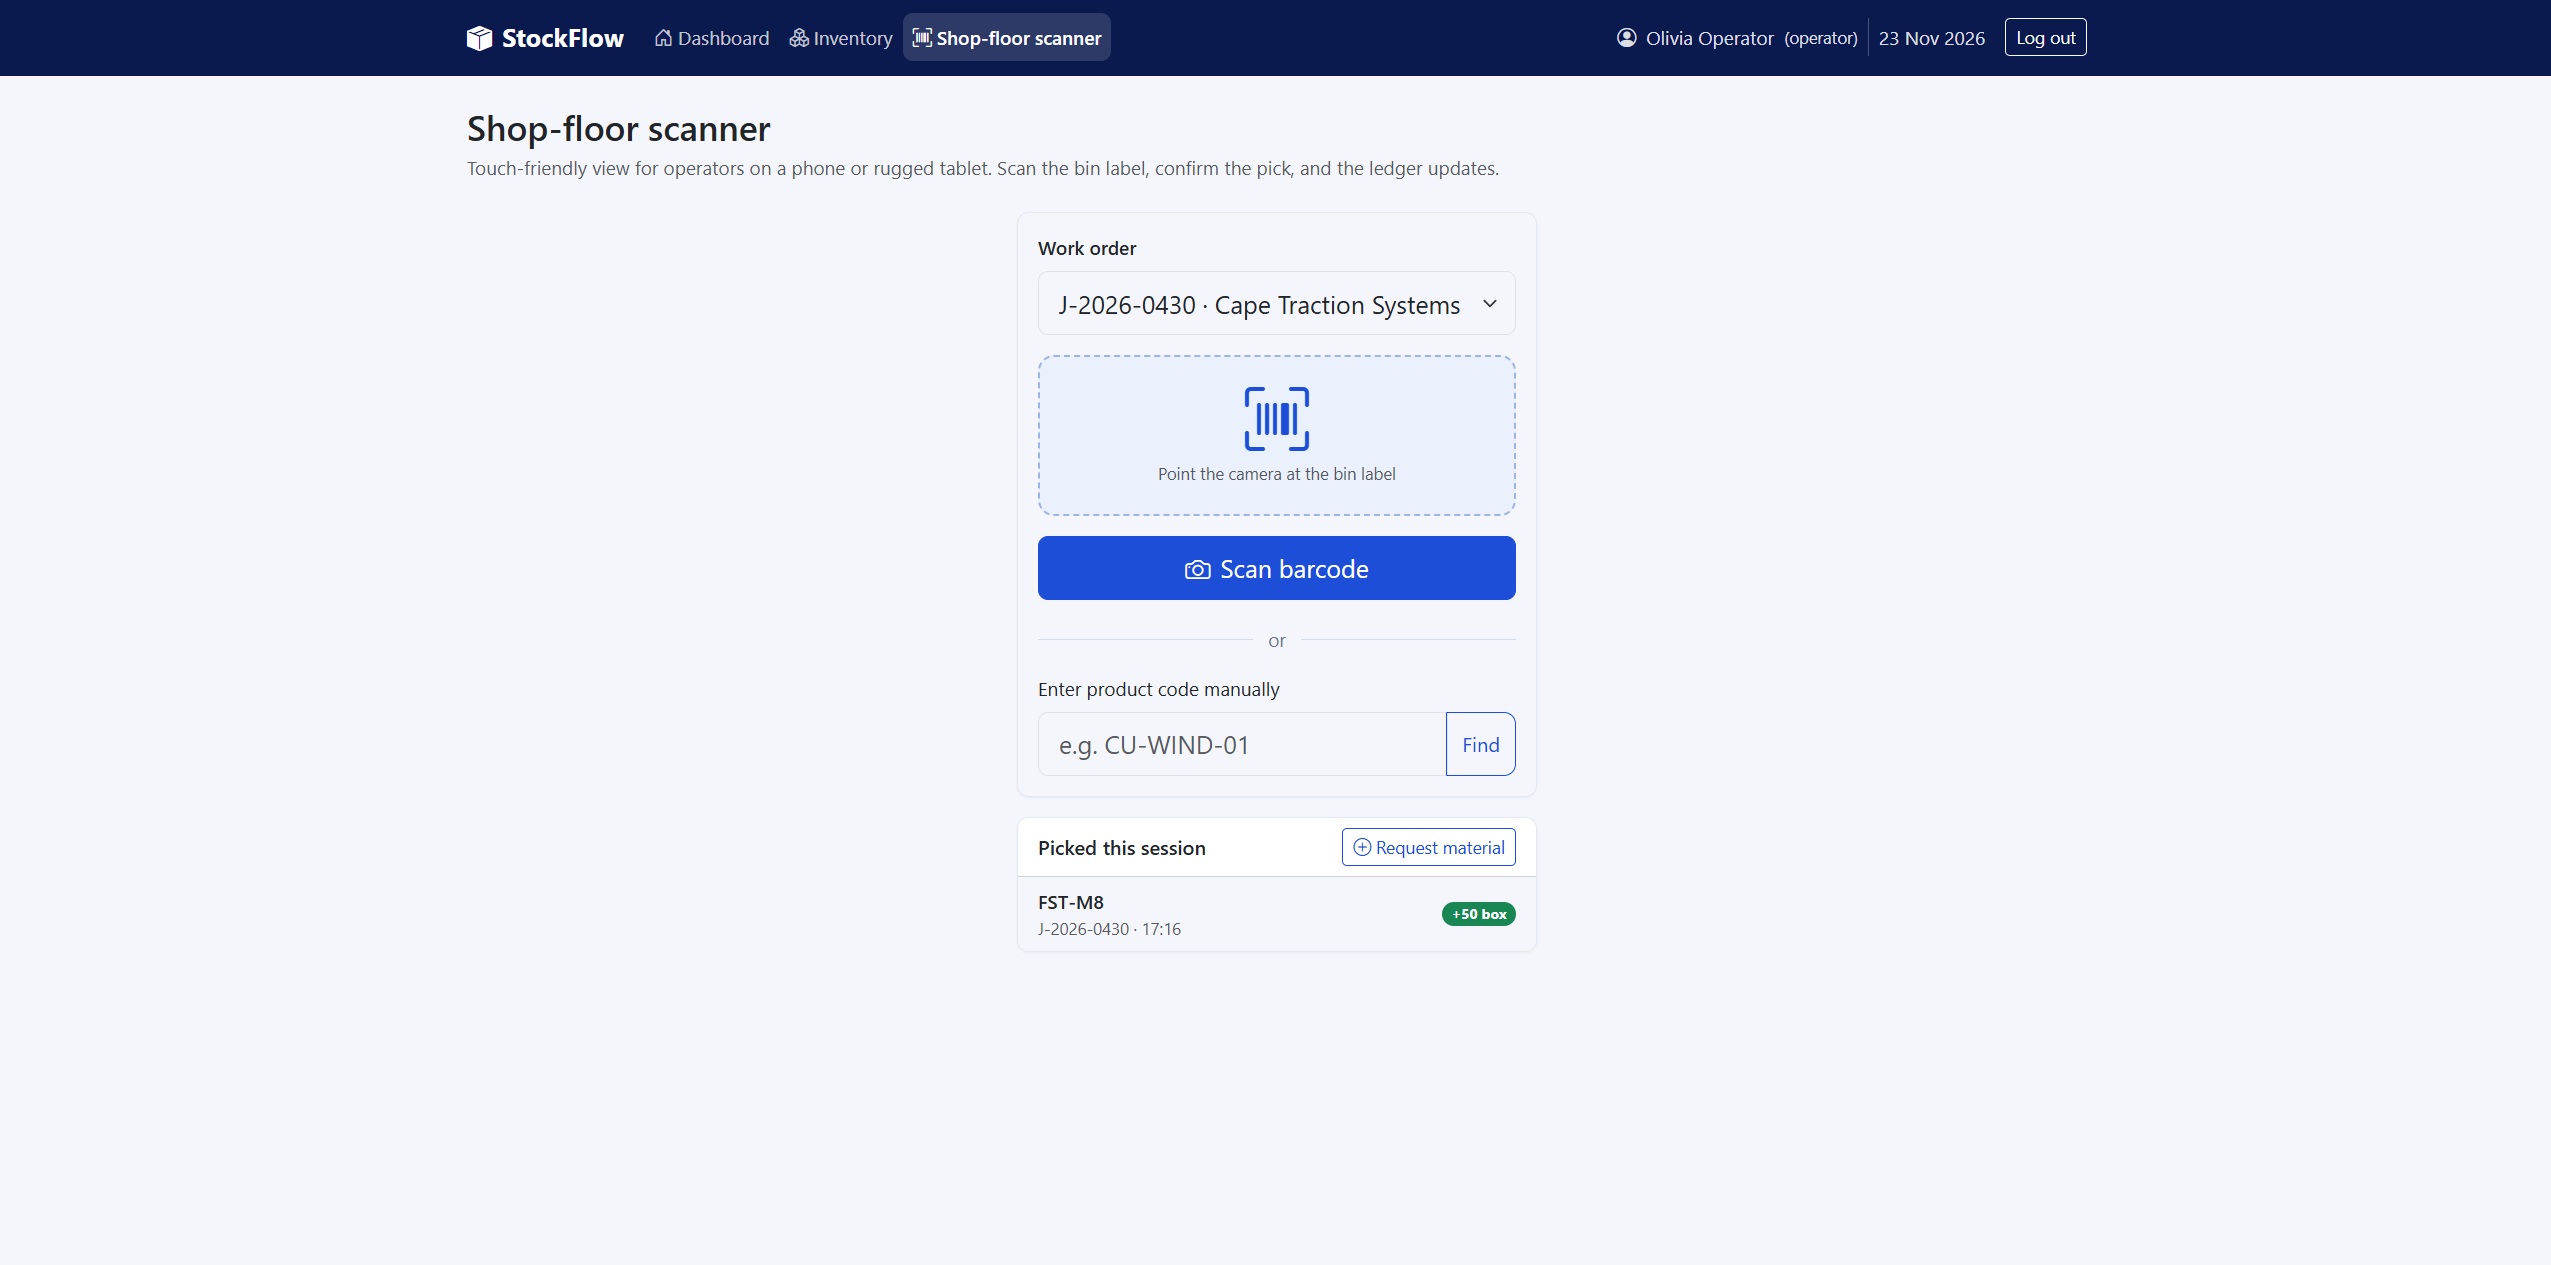 StockFlow
Dashboard
Inventory
Shop-floor scanner
Olivia Operator (operator)
23 Nov 2026
Log out
Shop-floor scanner
Touch-friendly view for operators on a phone or rugged tablet. Scan the bin label, confirm the pick, and the ledger updates.
Work order
J-2026-0430 · Cape Traction Systems
Point the camera at the bin label
Scan barcode
or
Enter product code manually
e.g. CU-WIND-01
Find
Picked this session
Request material
FST-M8
J-2026-0430 · 17:16
+50 box